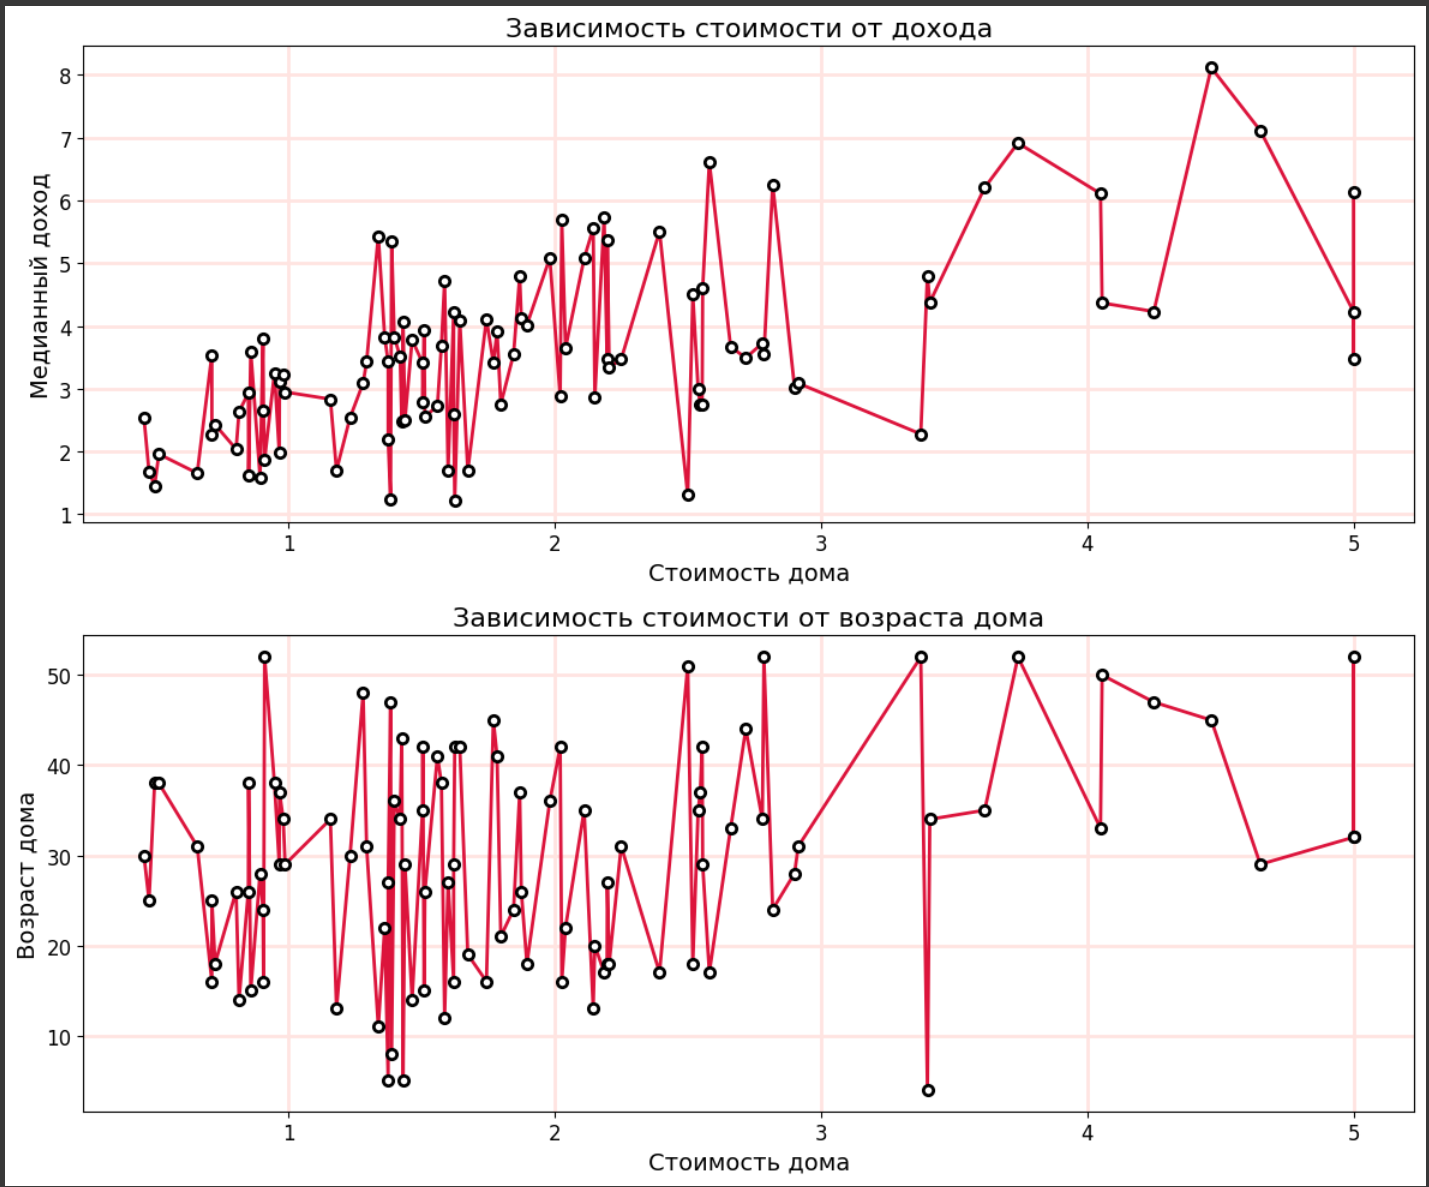 Зависимость стоимости от дохода
Медианный доход
8
7
6
5
4
3
2
1
1 2 3 4 5
Стоимость дома
Зависимость стоимости от возраста дома
Возраст дома
50
40
30
20
10
1 2 3 4 5
Стоимость дома